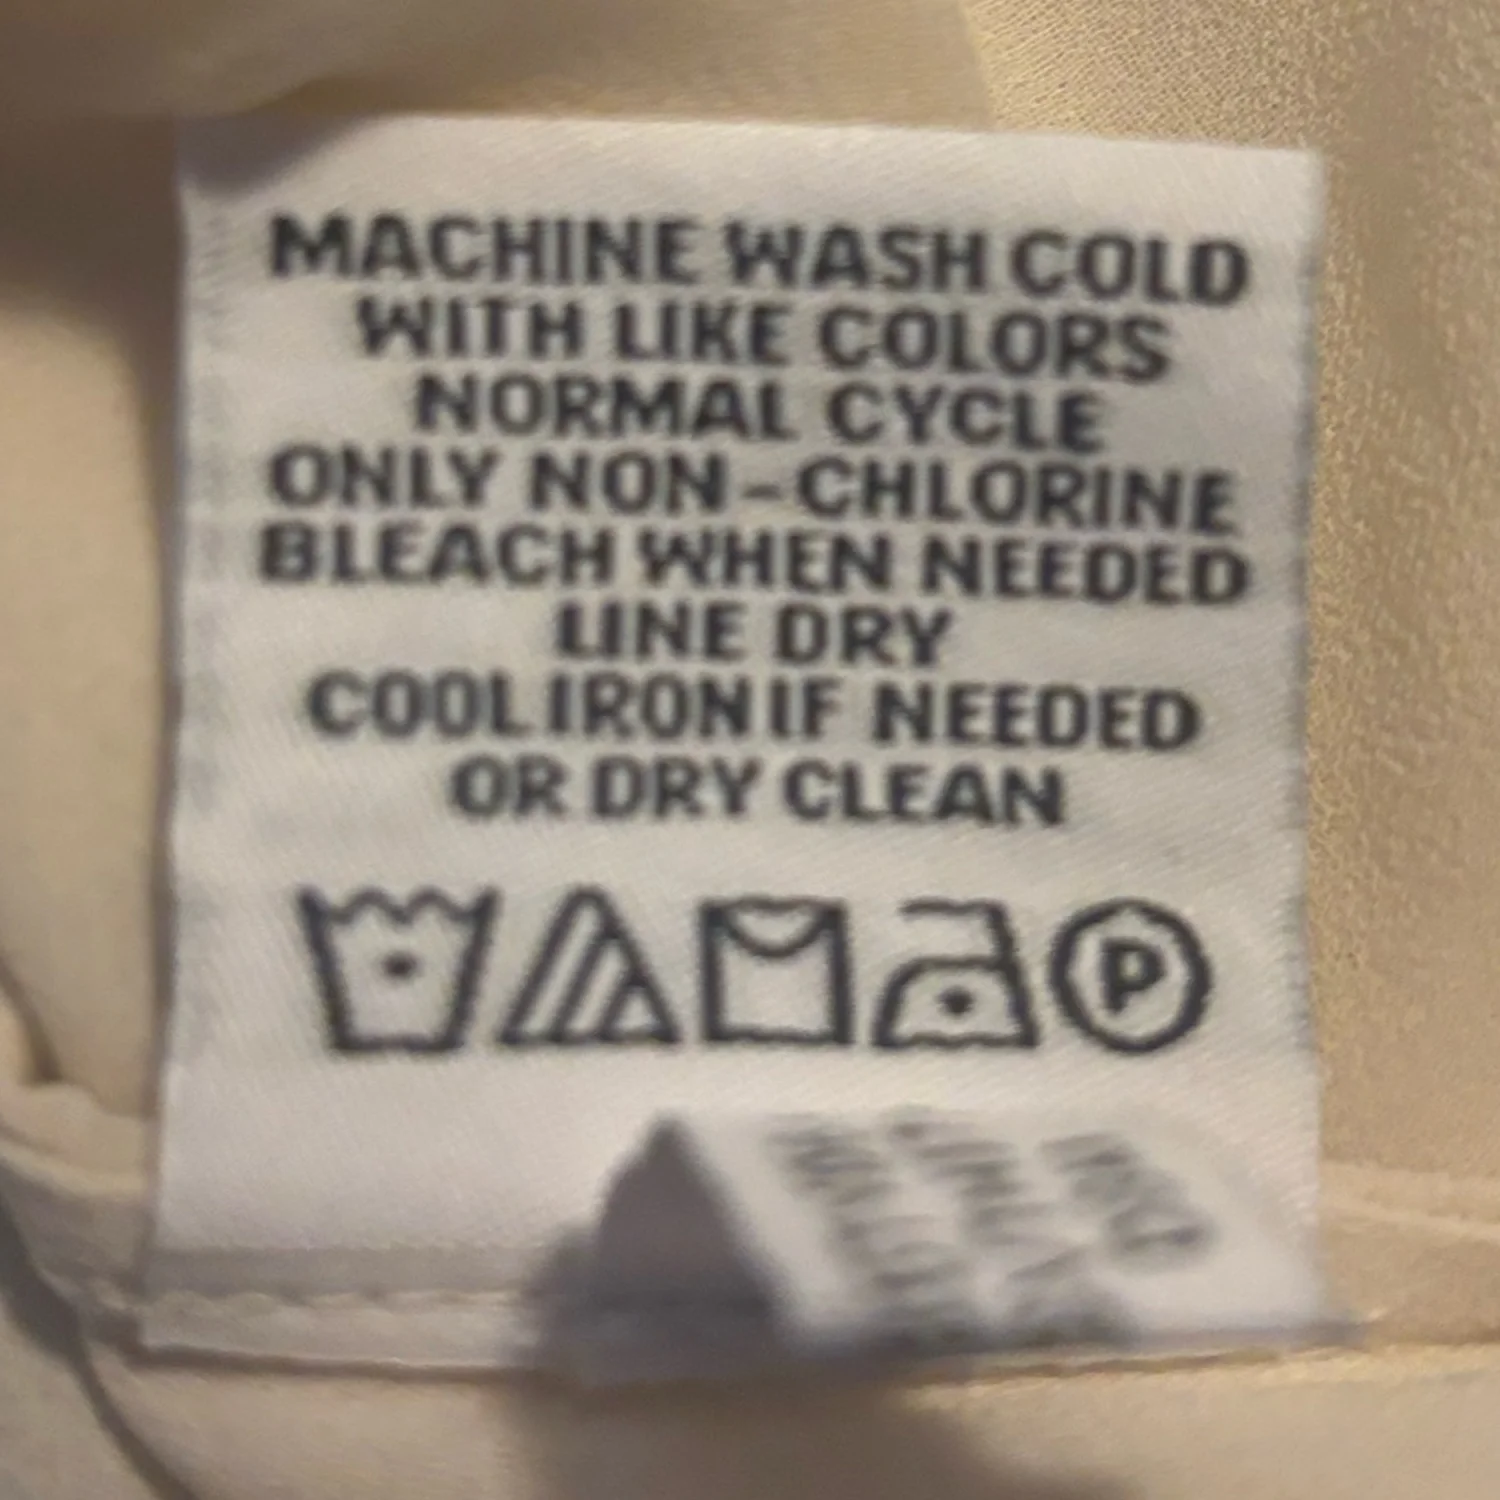 MACHINE WASH COLD
WITH LIKE COLORS
NORMAL CYCLE
ONLY NON-CHLORINE
BLEACH WHEN NEEDED
LINE DRY
COOL IRON IF NEEDED
OR DRY CLEAN
P